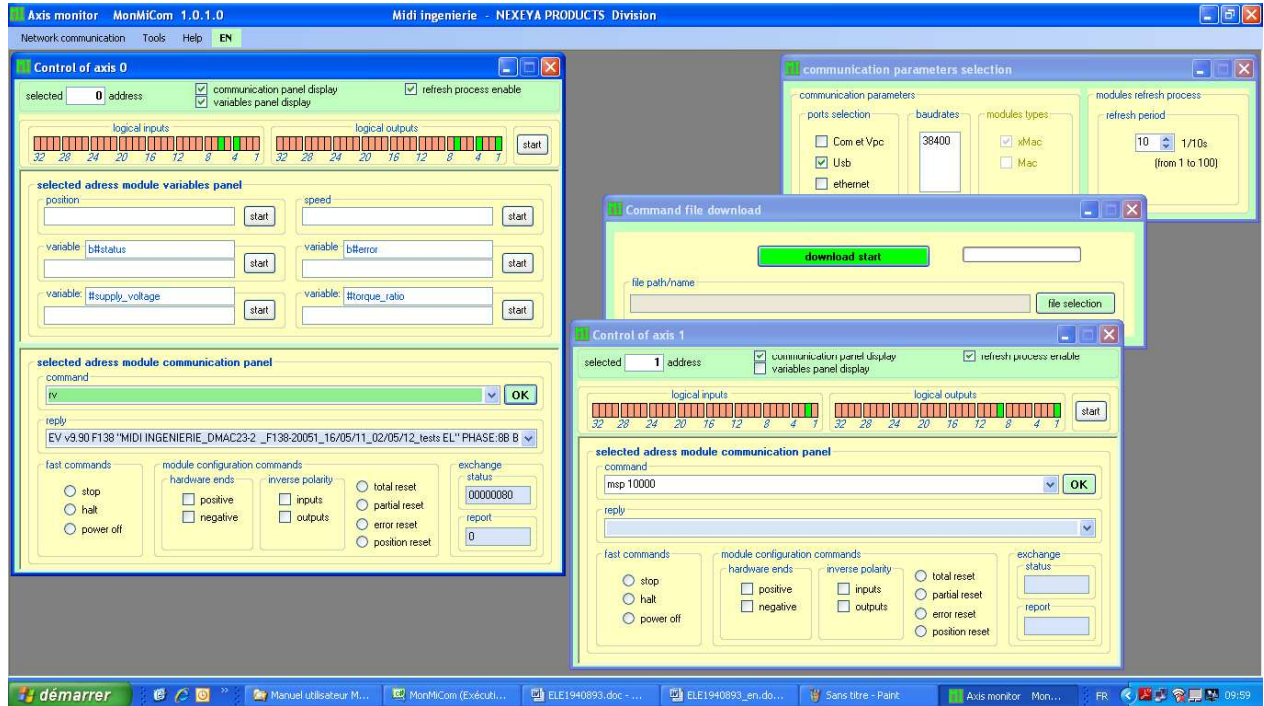 Axis monitor MonMiCom 1.0.1.0 Midi ingenierie - NEXEYA PRODUCTS Division
Network communication Tools Help EN
Control of axis 0
selected 0 address
communication panel display
variables panel display
refresh process enable
logical inputs
32 28 24 20 16 12 8 4 1
logical outputs
32 28 24 20 16 12 8 4 1
start
selected adress module variables panel
position
start
speed
start
variable b#status
start
variable b#error
start
variable: #supply_voltage
start
variable: #torque_ratio
start
selected adress module communication panel
command
rv
OK
reply
EV v9.90 F138 "MIDI INGENIERIE_DMAC23-2 _F138-20051_16/05/11_02/05/12_tests EL" PHASE:8B B
fast commands
stop
halt
power off
module configuration commands
hardware ends
positive
negative
inverse polarity
inputs
outputs
total reset
partial reset
error reset
position reset
exchange
status
00000080
report
0
communication parameters selection
communication parameters
ports selection
Com et Vpc
Usb
ethernet
baudrates
38400
modules types:
xMac
Mac
modules refresh process
refresh period
10 1/10s
(from 1 to 100)
Command file download
download start
file path/name
file selection
Control of axis 1
selected 1 address
communication panel display
variables panel display
refresh process enable
logical inputs
32 28 24 20 16 12 8 4 1
logical outputs
32 28 24 20 16 12 8 4 1
start
selected adress module communication panel
command
msp 10000
OK
reply
fast commands
stop
halt
power off
module configuration commands
hardware ends
positive
negative
inverse polarity
inputs
outputs
total reset
partial reset
error reset
position reset
exchange
status
report
démarrer
Manuel utilisateur M...
MonMiCom (Exécuti...
ELE1940893.doc - ...
ELE1940893_en.do...
Sans titre - Paint
Axis monitor Mon...
FR
09:59